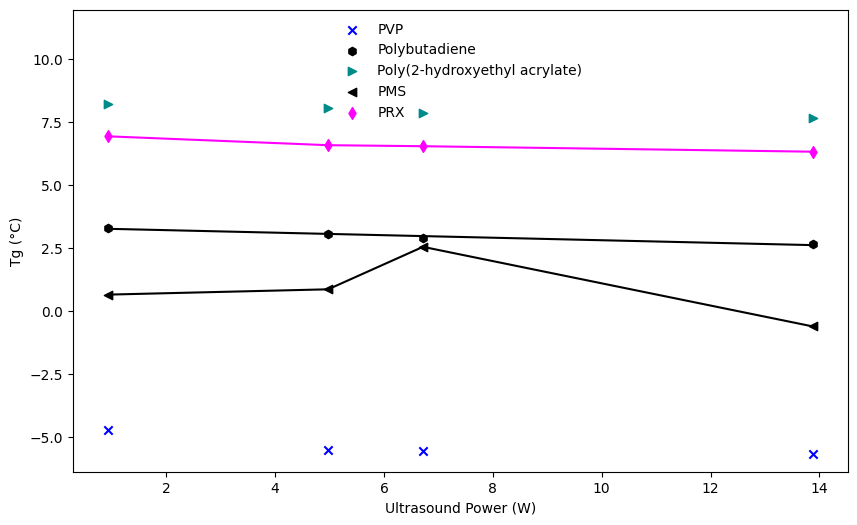 PVP
Polybutadiene
Poly(2-hydroxyethyl acrylate)
PMS
PRX
10.0
7.5
5.0
2.5
0.0
−2.5
−5.0
Tg (°C)
2 4 6 8 10 12 14
Ultrasound Power (W)